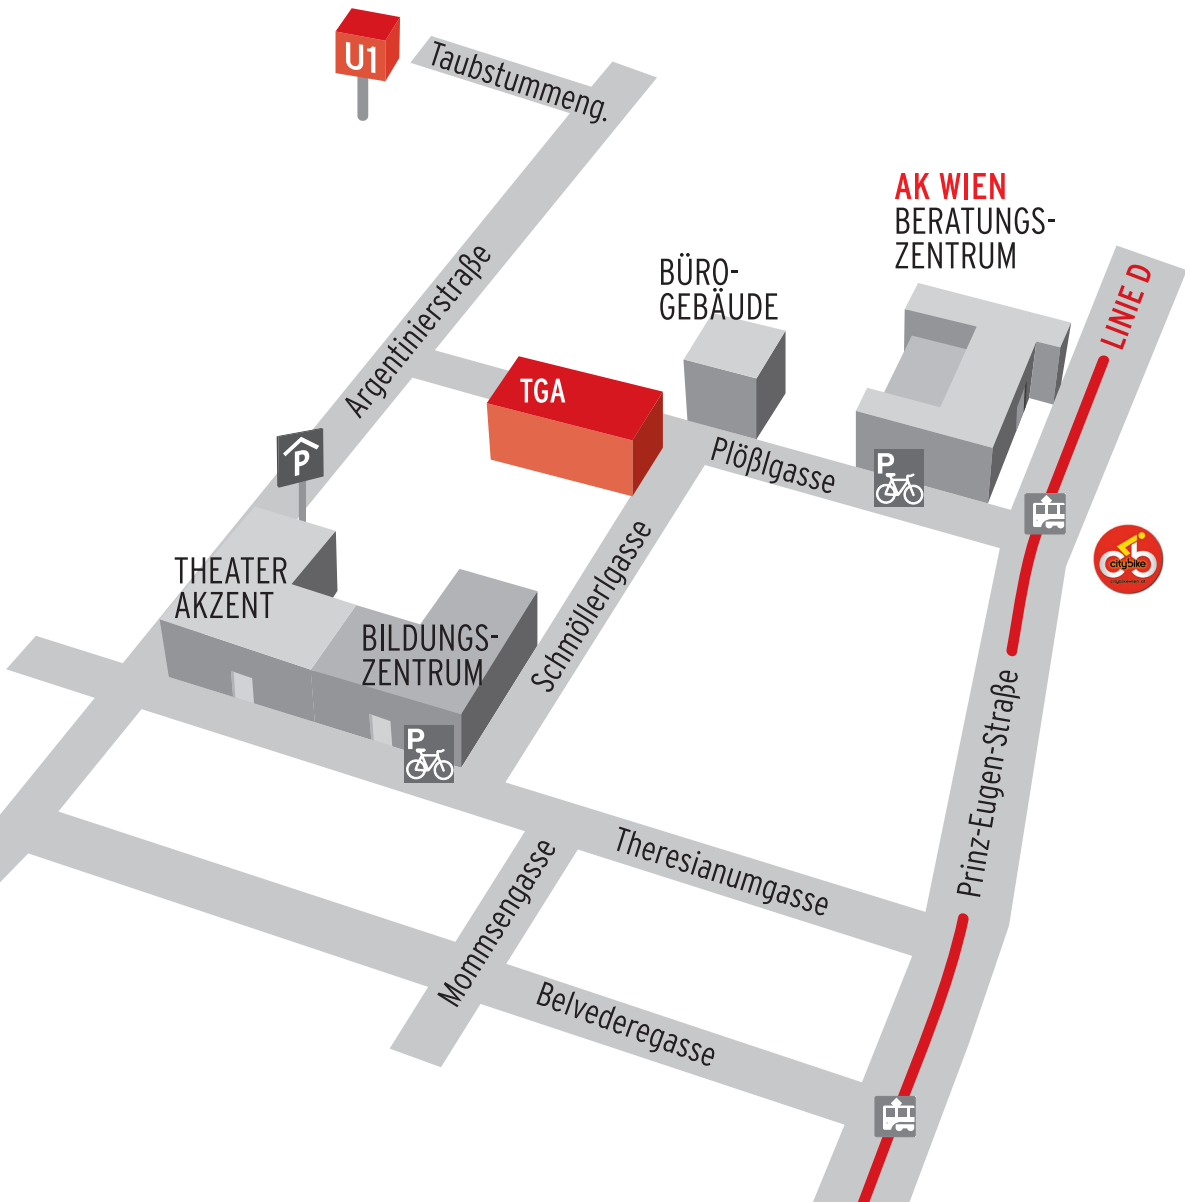 U1
Taubstummeng.
AK WIEN
BERATUNGS-
ZENTRUM
BÜRO-
GEBÄUDE
LINIE D
Argentinierstraße
TGA
P
Plößlgasse
P
citybike
THEATER
AKZENT
BILDUNGS-
ZENTRUM
Schmöllerlgasse
P
Prinz-Eugen-Straße
Theresianumgasse
Mommsengasse
Belvederegasse